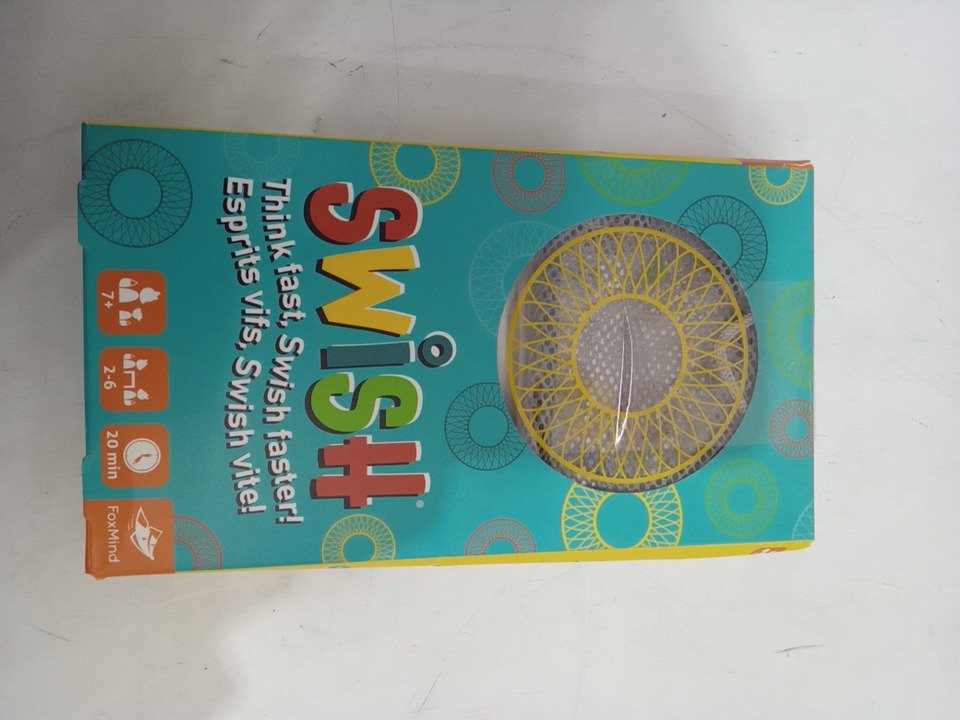 SWiSH®
Think fast, Swish faster!
Esprits vifs, Swish vite!
7+
2-6
20 min
FoxMind